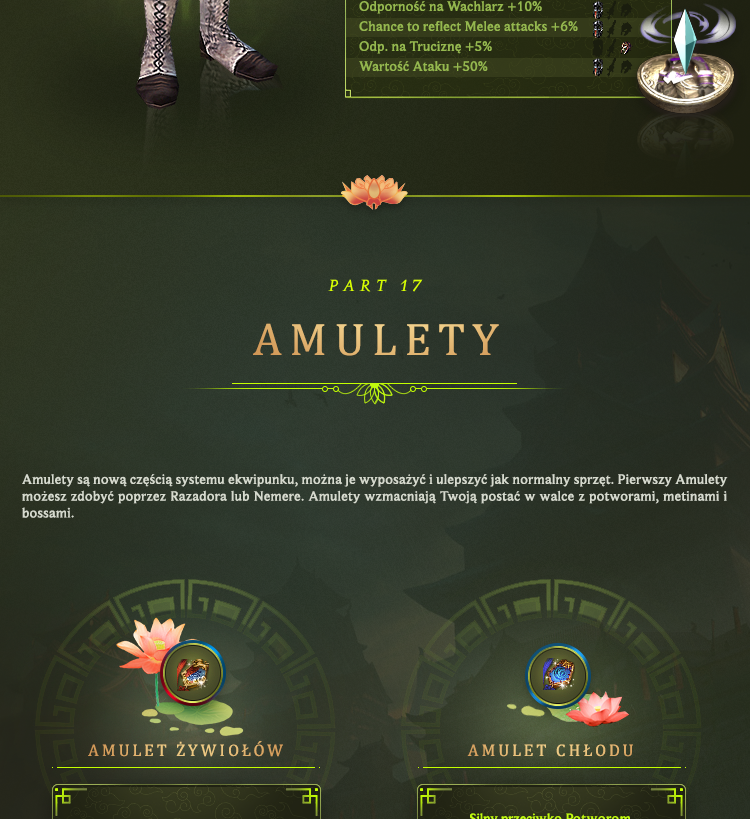 Odporność na Wachlarz +10%
Chance to reflect Melee attacks +6%
Odp. na Truciznę +5%
Wartość Ataku +50%
PART 17
AMULETY
Amulety są nową częścią systemu ekwipunku, można je wyposażyć i ulepszyć jak normalny sprzęt. Pierwszy Amulety
możesz zdobyć poprzez Razadora lub Nemere. Amulety wzmacniają Twoją postać w walce z potworami, metinami i
bossami.
AMULET ŻYWIOŁÓW
AMULET CHŁODU
Silny przeciwko Potworom